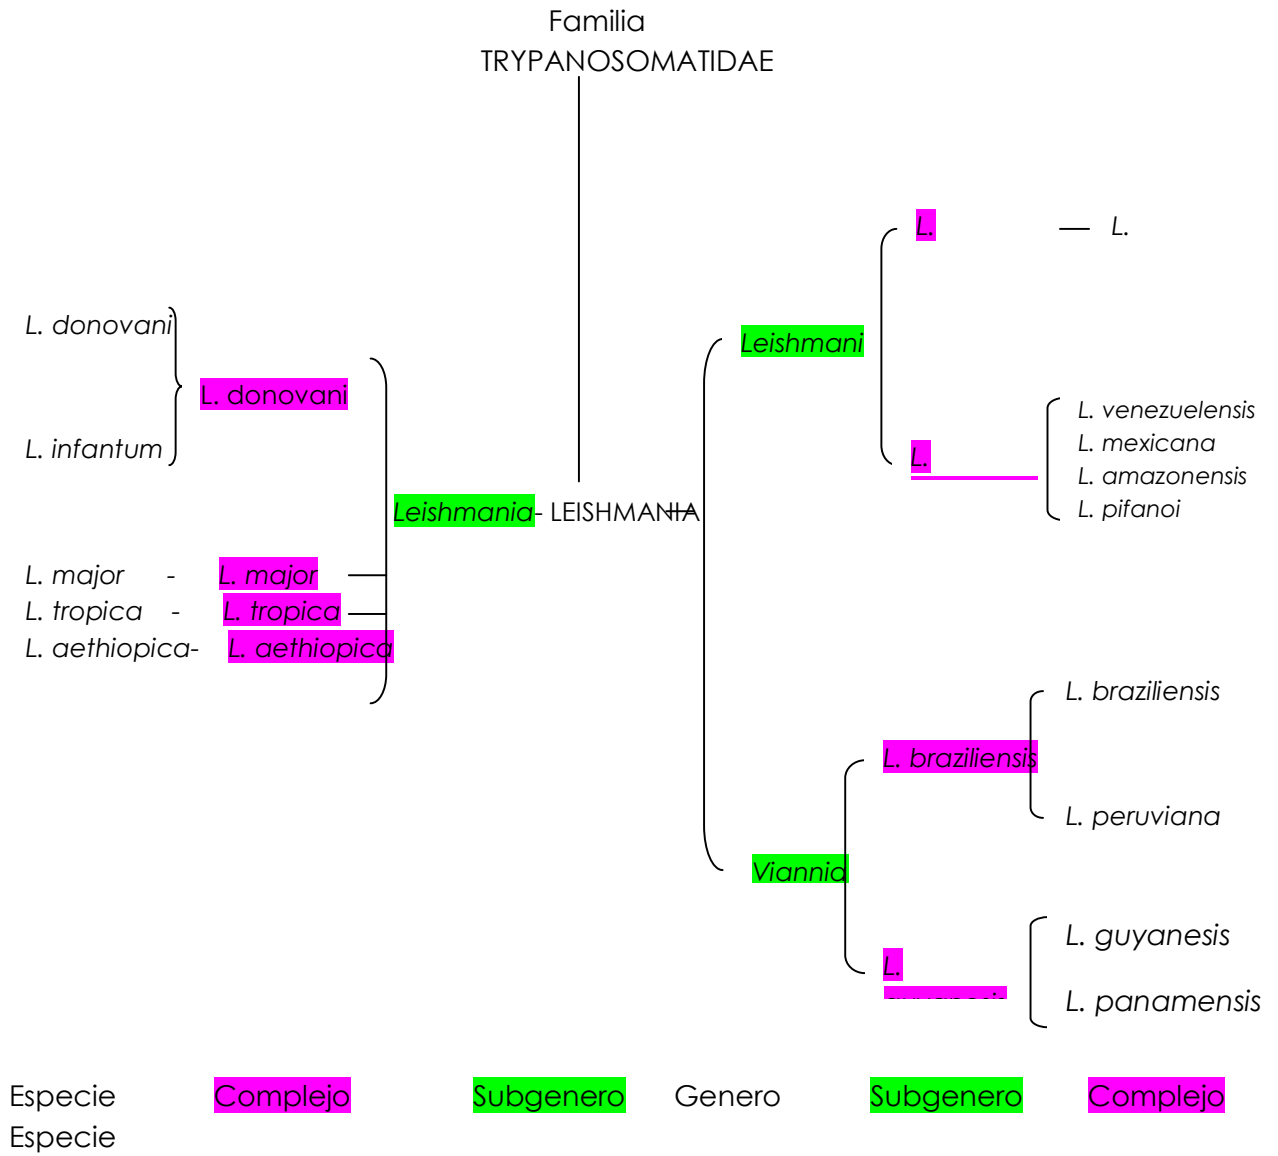 Familia
TRYPANOSOMATIDAE
L.
— L.
L. donovani
Leishmani
L. donovani
L. venezuelensis
L. mexicana
L. infantum
L.
L. amazonensis
L. pifanoi
Leishmania- LEISHMANIA
L. major - L. major
L. tropica - L. tropica
L. aethiopica- L. aethiopica
L. braziliensis
L. braziliensis
L. peruviana
Viannia
L. guyanesis
L.
L. panamensis
Especie Complejo Subgenero Genero Subgenero Complejo
Especie